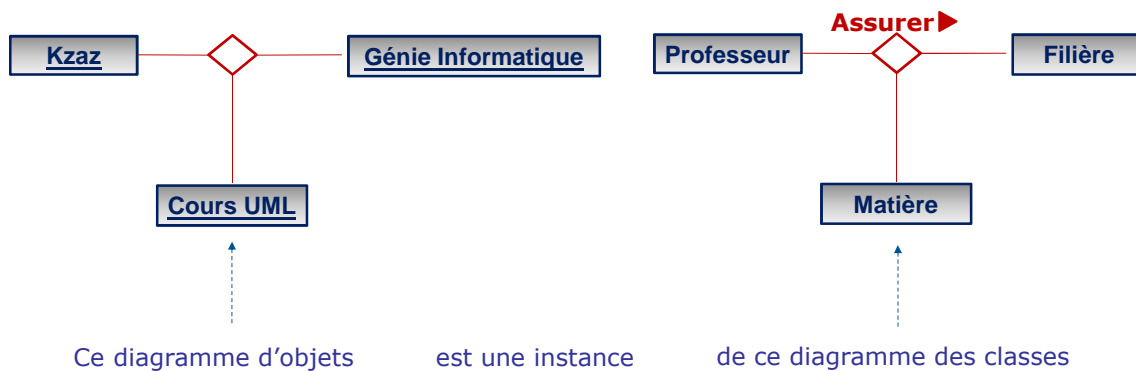 Assurer
Kzaz
Génie Informatique
Professeur
Filière
Cours UML
Matière
Ce diagramme d’objets est une instance de ce diagramme des classes